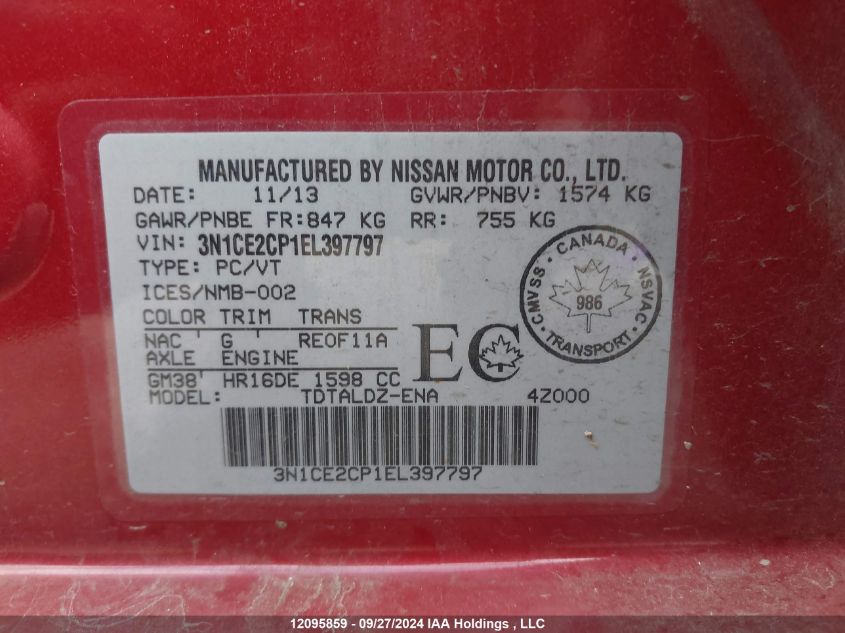 MANUFACTURED BY NISSAN MOTOR CO., LTD.
DATE: 11/13 GVWR/PNBV: 1574 KG
GAWR/PNBE FR:847 KG RR: 755 KG
VIN: 3N1CE2CP1EL397797
TYPE: PC/VT
ICES/NMB-002
COLOR TRIM TRANS
NAC' G ' RE0F11A
AXLE ENGINE
GM38' HR16DE 1598 CC
MODEL: TDTALDZ-ENA 4Z000
EC
CANADA
CMVSS 986 NSVAC
TRANSPORT
3N1CE2CP1EL397797
12095859 - 09/27/2024 IAA Holdings , LLC